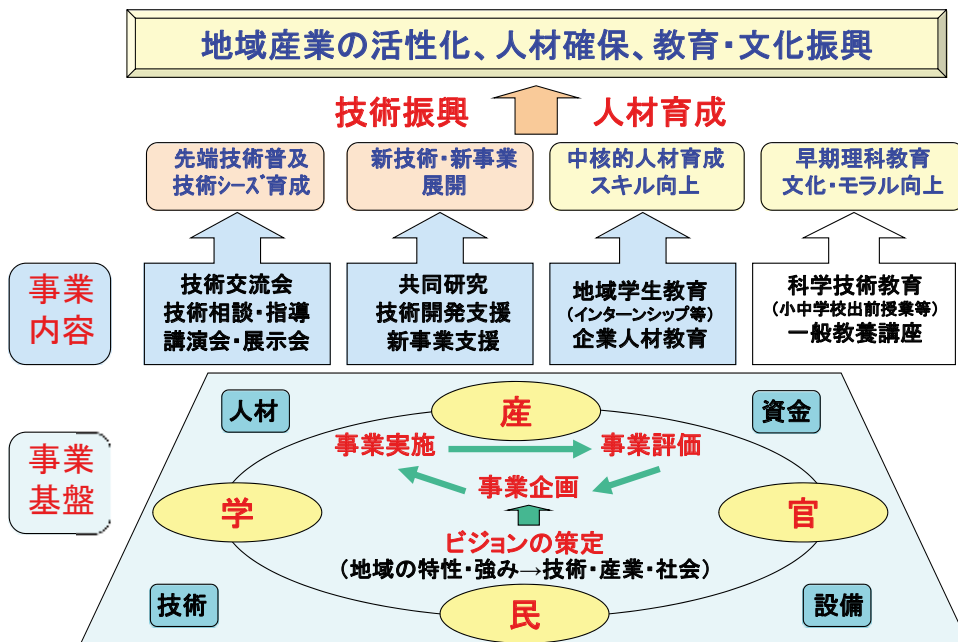 地域産業の活性化、人材確保、教育・文化振興
技術振興
人材育成
先端技術普及
技術シーズ育成
新技術・新事業
展開
中核的人材育成
スキル向上
早期理科教育
文化・モラル向上
事業
内容
技術交流会
技術相談・指導
講演会・展示会
共同研究
技術開発支援
新事業支援
地域学生教育
(インターンシップ等)
企業人材教育
科学技術教育
(小中学校出前授業等)
一般教養講座
事業
基盤
人材
産
資金
事業実施
事業評価
事業企画
学
官
ビジョンの策定
(地域の特性・強み→技術・産業・社会)
技術
民
設備